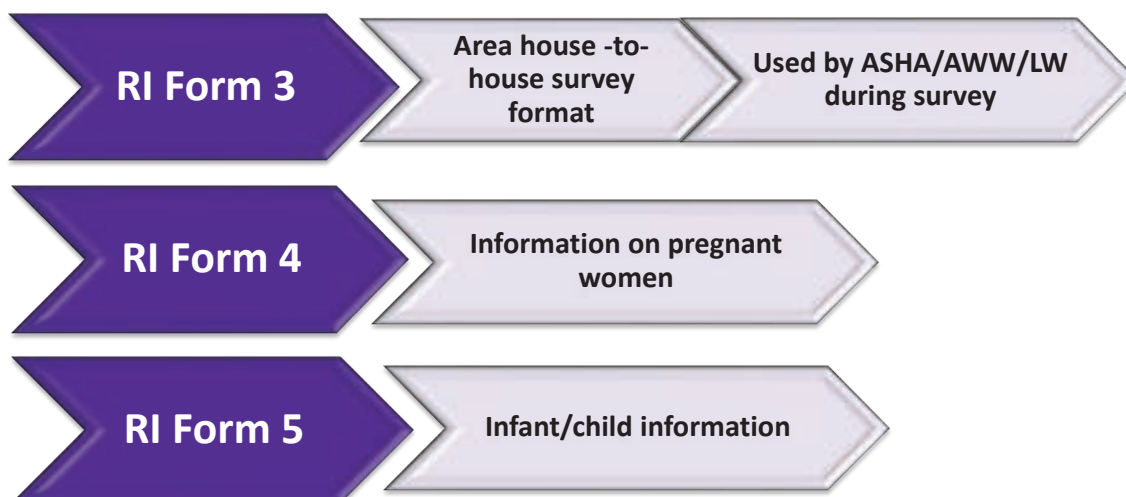 RI Form 3
Area house -to-
house survey
format
Used by ASHA/AWW/LW
during survey
RI Form 4
Information on pregnant
women
RI Form 5
Infant/child information